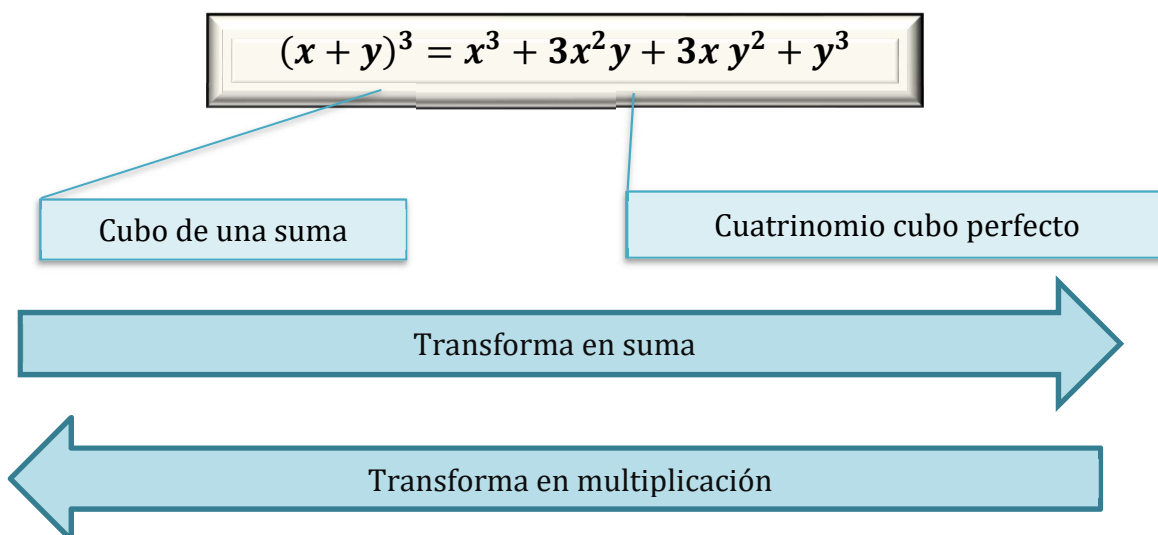 (x + y)³ = x³ + 3x²y + 3x y² + y³
Cubo de una suma
Cuatrinomio cubo perfecto
Transforma en suma
Transforma en multiplicación